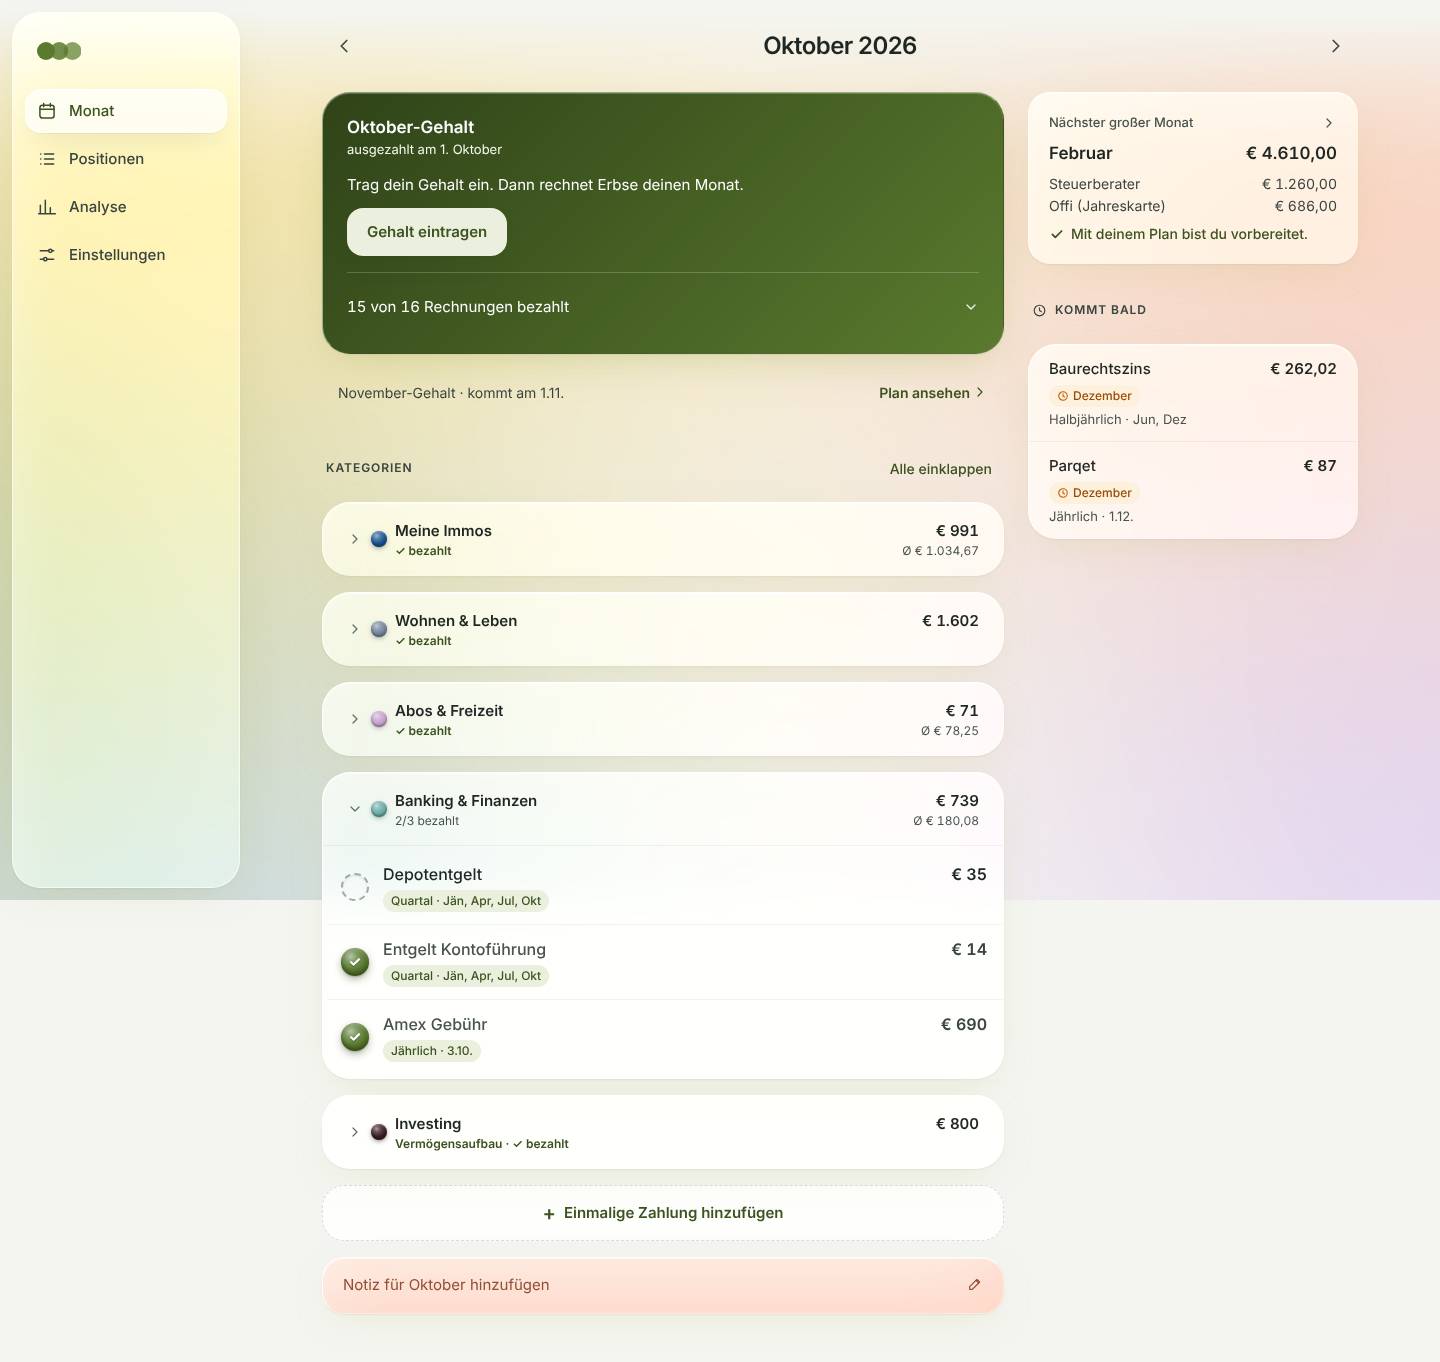 Monat
Positionen
Analyse
Einstellungen
Oktober 2026
Oktober-Gehalt
ausgezahlt am 1. Oktober
Trag dein Gehalt ein. Dann rechnet Erbse deinen Monat.
Gehalt eintragen
15 von 16 Rechnungen bezahlt
November-Gehalt · kommt am 1.11.
Plan ansehen
KATEGORIEN
Alle einklappen
Meine Immos
€ 991
✓ bezahlt
Ø € 1.034,67
Wohnen & Leben
€ 1.602
✓ bezahlt
Abos & Freizeit
€ 71
✓ bezahlt
Ø € 78,25
Banking & Finanzen
€ 739
2/3 bezahlt
Ø € 180,08
Depotentgelt
€ 35
Quartal · Jän, Apr, Jul, Okt
Entgelt Kontoführung
€ 14
Quartal · Jän, Apr, Jul, Okt
Amex Gebühr
€ 690
Jährlich · 3.10.
Investing
€ 800
Vermögensaufbau · ✓ bezahlt
+ Einmalige Zahlung hinzufügen
Notiz für Oktober hinzufügen
Nächster großer Monat
Februar
€ 4.610,00
Steuerberater
€ 1.260,00
Offi (Jahreskarte)
€ 686,00
✓ Mit deinem Plan bist du vorbereitet.
KOMMT BALD
Baurechtszins
€ 262,02
Dezember
Halbjährlich · Jun, Dez
Parqet
€ 87
Dezember
Jährlich · 1.12.